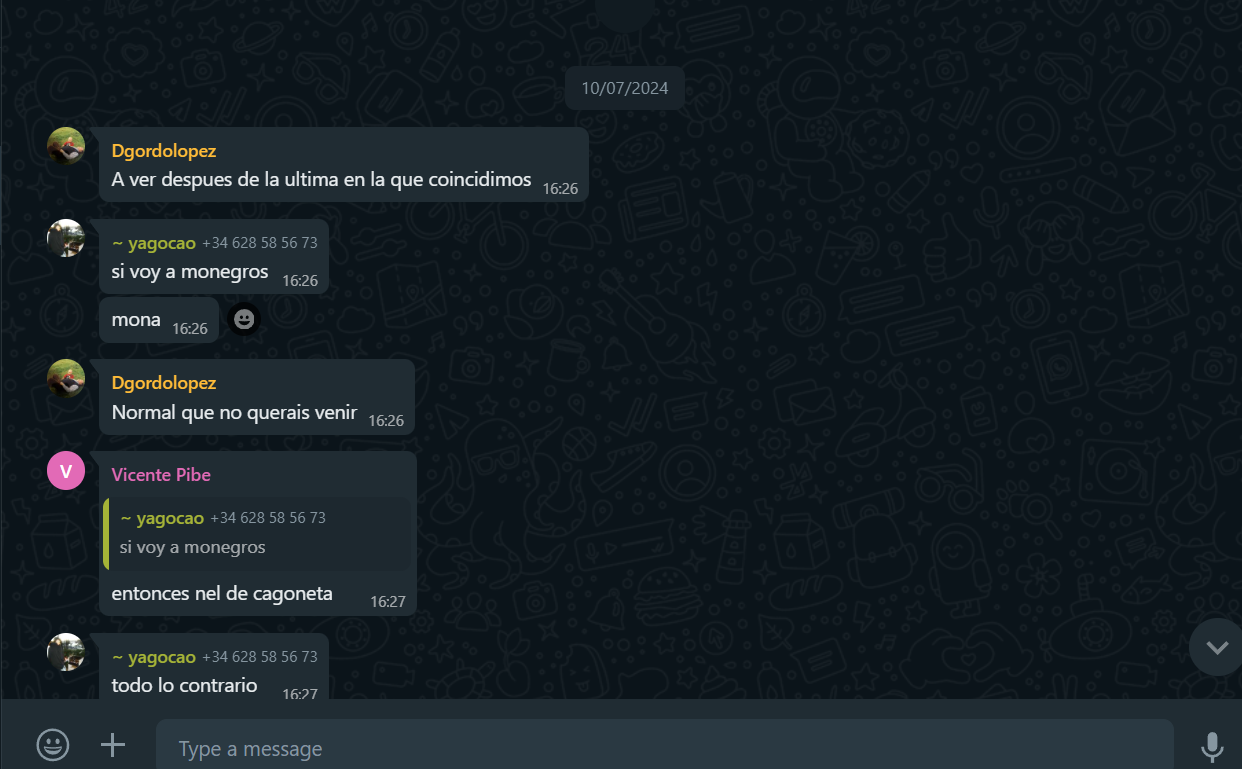 10/07/2024
Dgordolopez
A ver despues de la ultima en la que coincidimos 16:26
~ yagocao +34 628 58 56 73
si voy a monegros 16:26
mona 16:26
Dgordolopez
Normal que no querais venir 16:26
V
Vicente Pibe
~ yagocao +34 628 58 56 73
si voy a monegros
entonces nel de cagoneta 16:27
~ yagocao +34 628 58 56 73
todo lo contrario 16:27
Type a message